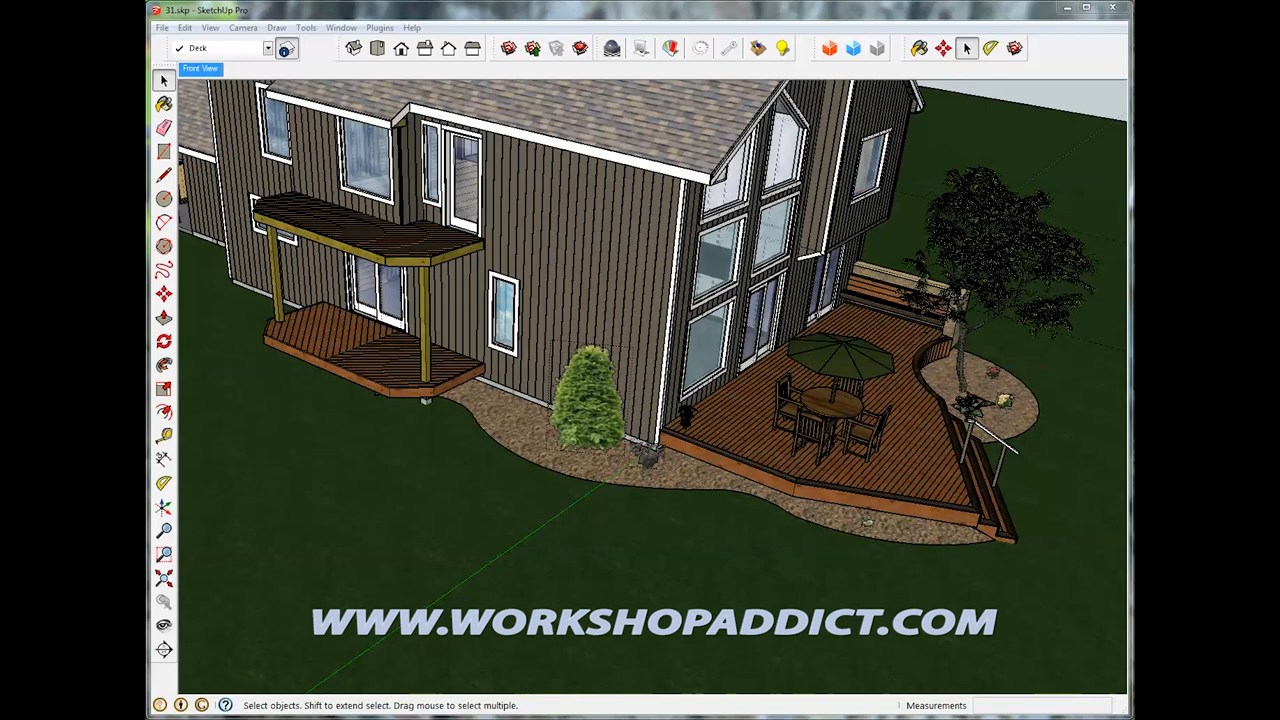 31.skp - SketchUp Pro
File Edit View Camera Draw Tools Window Plugins Help
Deck
Front View
WWW.WORKSHOPADDICT.COM
Select objects. Shift to extend select. Drag mouse to select multiple.
Measurements